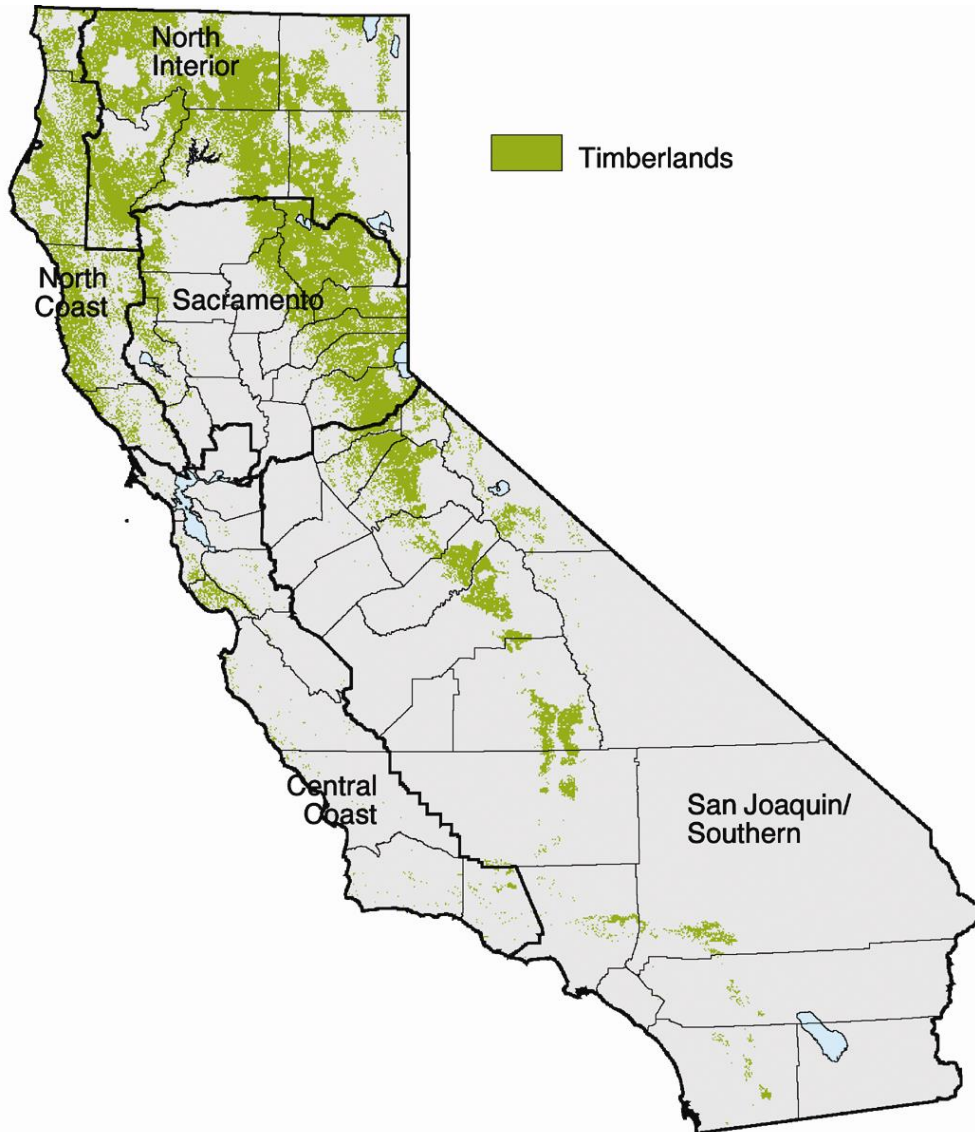 North
Interior
Timberlands
North
Coast
Sacramento
Central
Coast
San Joaquin/
Southern